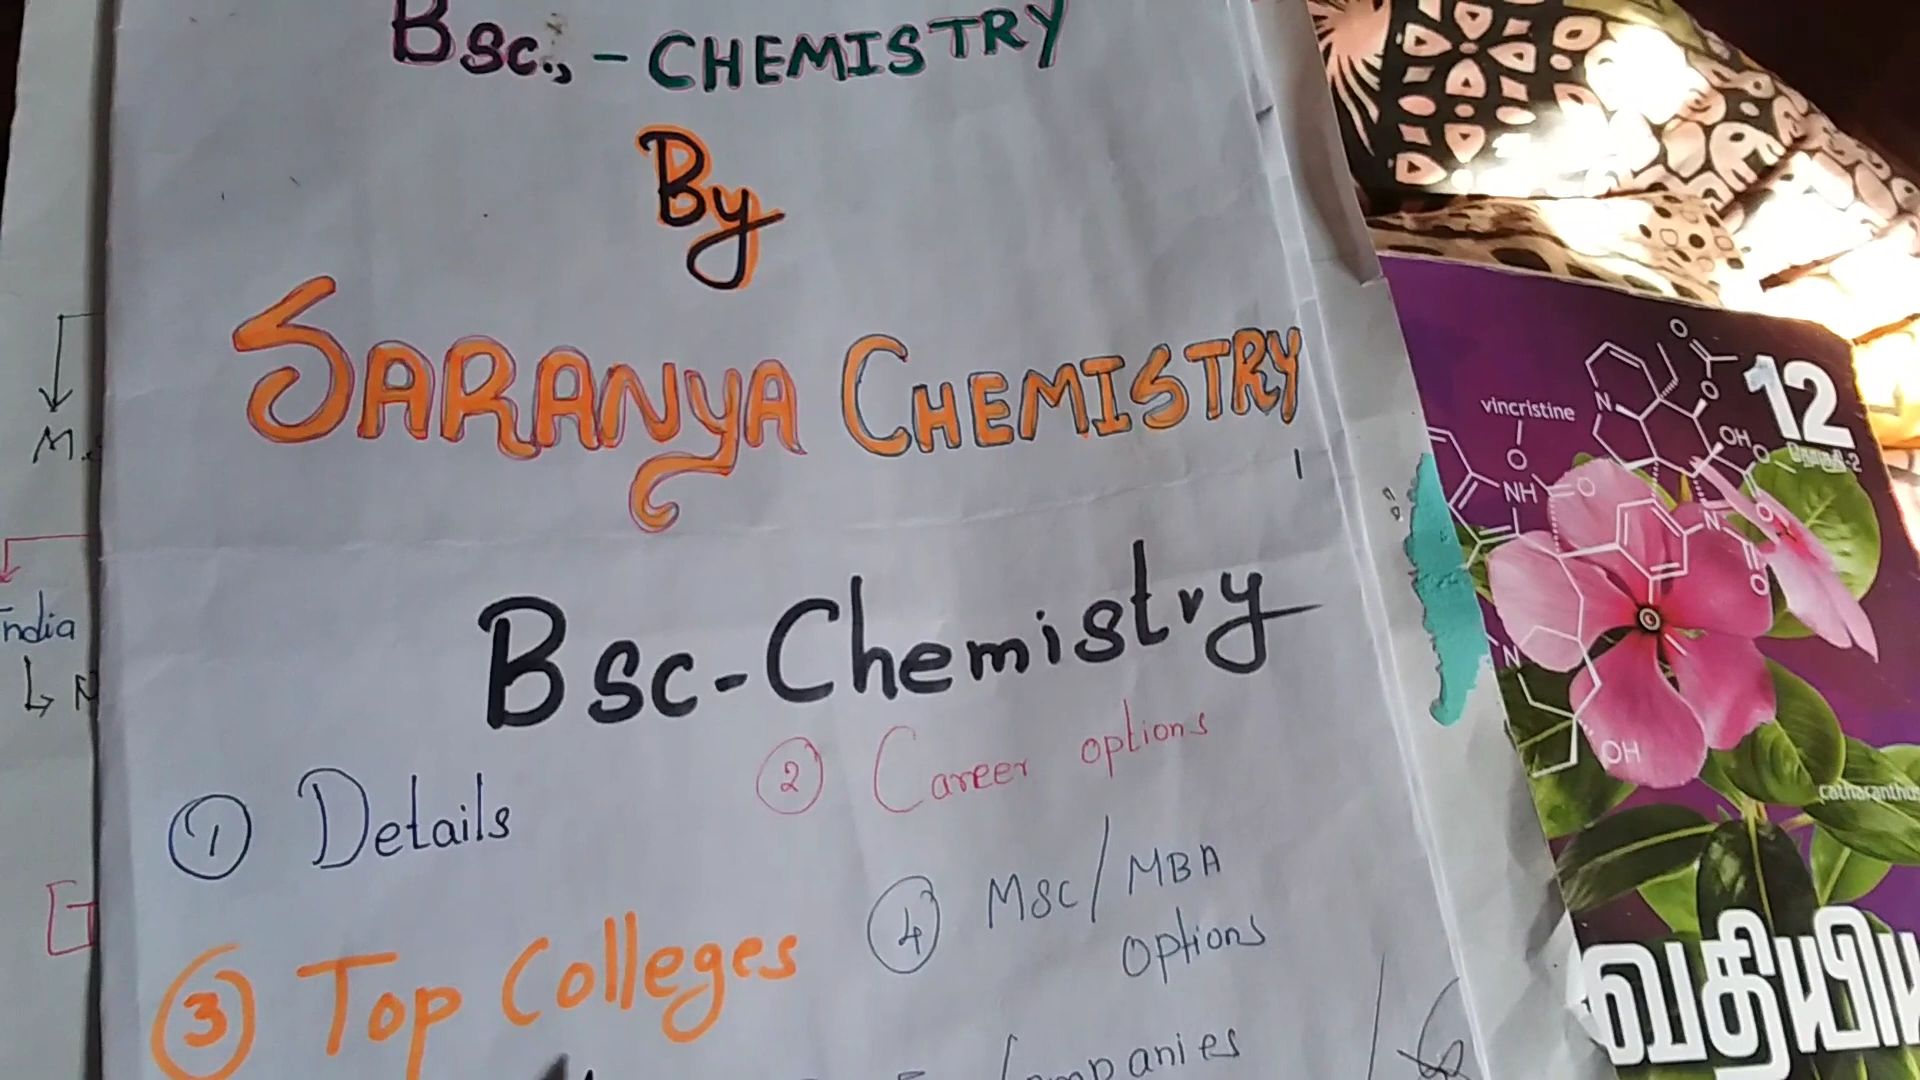 Bsc., - CHEMISTRY
By
SARANYA CHEMISTRY
Bsc-Chemistry
① Details
② Career options
③ Top Colleges
④ MSC/MBA
options
India
vincristine
12
N
O
O
OH
O
O
NH
O
N
O
O
N
OH
catharanthus